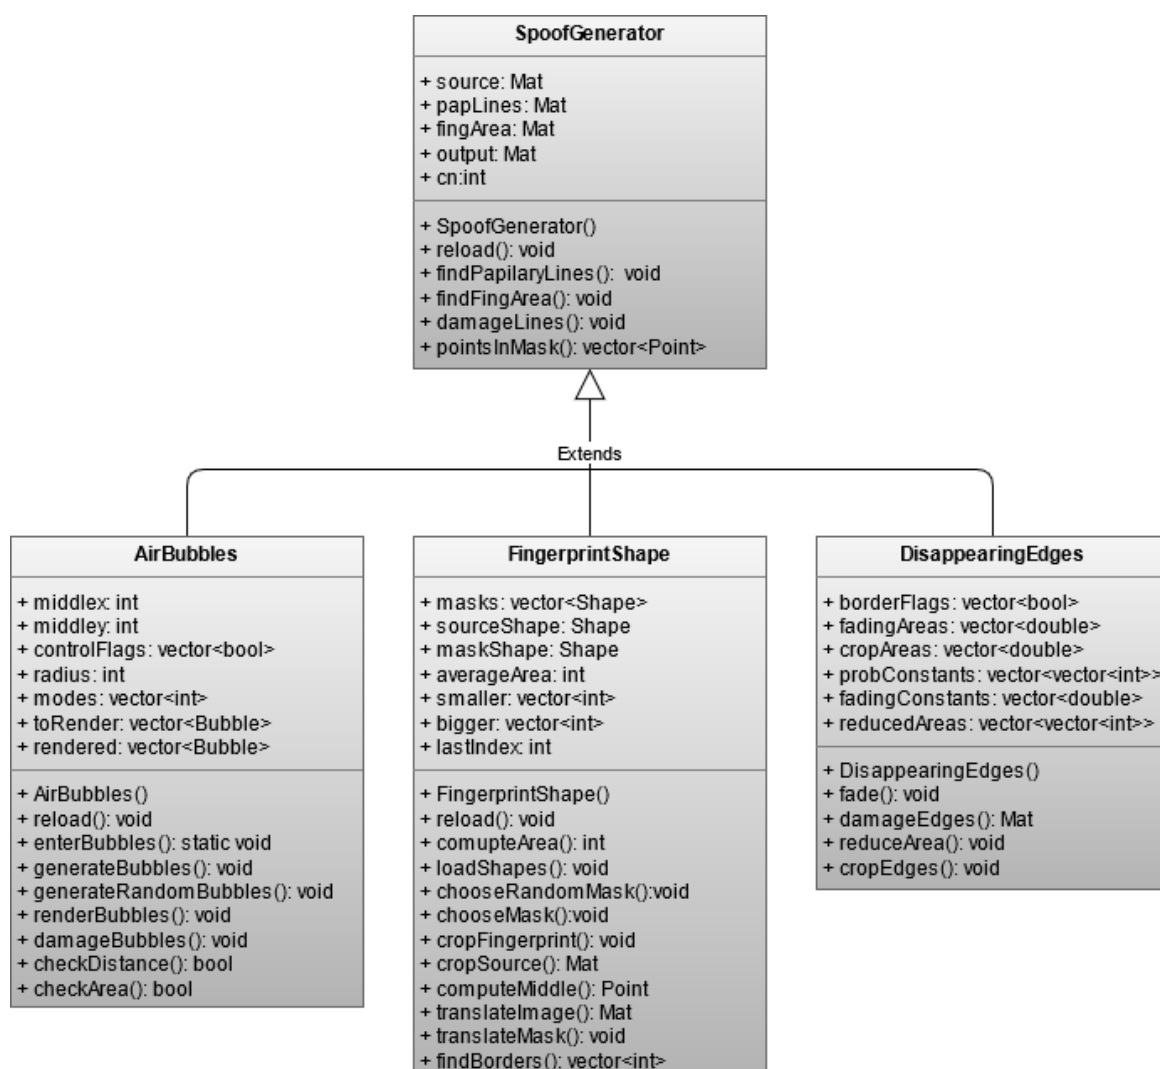 SpoofGenerator
+ source: Mat
+ papLines: Mat
+ fingArea: Mat
+ output: Mat
+ cn:int
+ SpoofGenerator()
+ reload(): void
+ findPapilaryLines():  void
+ findFingArea(): void
+ damageLines(): void
+ pointsInMask(): vector<Point>
Extends
AirBubbles
+ middlex: int
+ middley: int
+ controlFlags: vector<bool>
+ radius: int
+ modes: vector<int>
+ toRender: vector<Bubble>
+ rendered: vector<Bubble>
+ AirBubbles()
+ reload(): void
+ enterBubbles(): static void
+ generateBubbles(): void
+ generateRandomBubbles(): void
+ renderBubbles(): void
+ damageBubbles(): void
+ checkDistance(): bool
+ checkArea(): bool
FingerprintShape
+ masks: vector<Shape>
+ sourceShape: Shape
+ maskShape: Shape
+ averageArea: int
+ smaller: vector<int>
+ bigger: vector<int>
+ lastIndex: int
+ FingerprintShape()
+ reload(): void
+ comupteArea(): int
+ loadShapes(): void
+ chooseRandomMask():void
+ chooseMask():void
+ cropFingerprint(): void
+ cropSource(): Mat
+ computeMiddle(): Point
+ translateImage(): Mat
+ translateMask(): void
+ findBorders(): vector<int>
DisappearingEdges
+ borderFlags: vector<bool>
+ fadingAreas: vector<double>
+ cropAreas: vector<double>
+ probConstants: vector<vector<int>>
+ fadingConstants: vector<double>
+ reducedAreas: vector<vector<int>>
+ DisappearingEdges()
+ fade(): void
+ damageEdges(): Mat
+ reduceArea(): void
+ cropEdges(): void